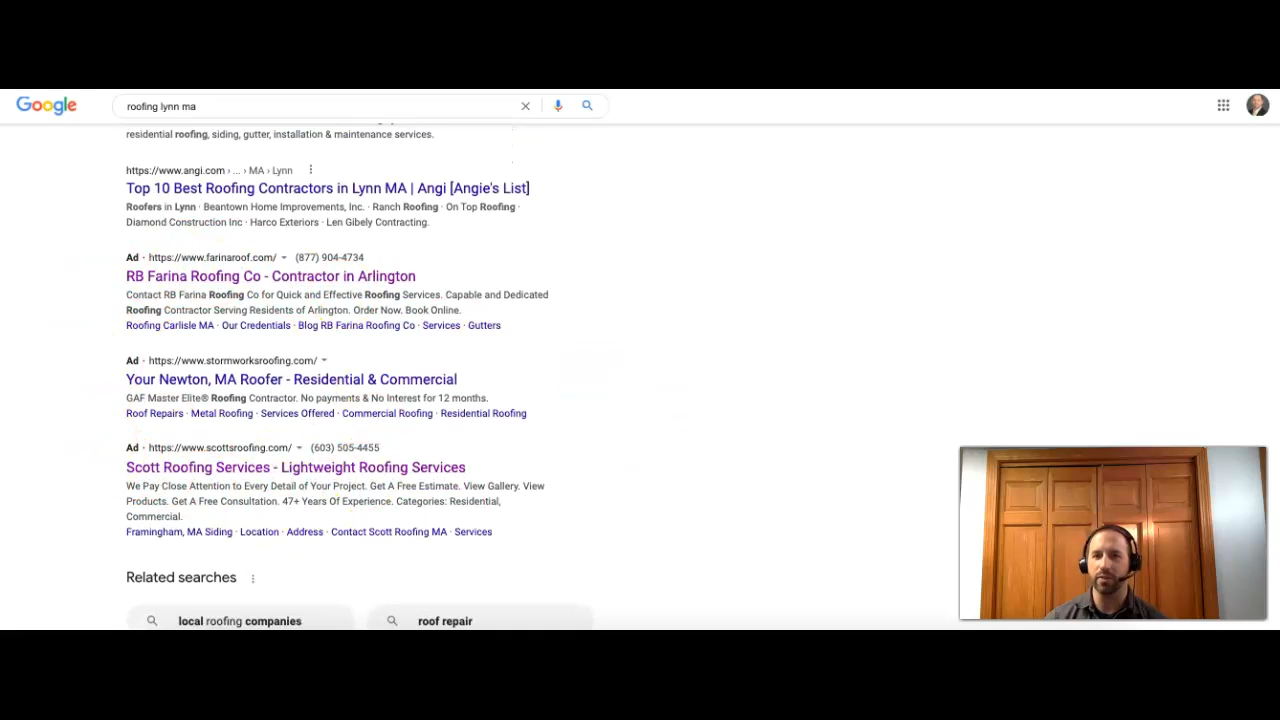 Google
roofing lynn ma
residential roofing, siding, gutter, installation & maintenance services.
https://www.angi.com › ... › MA › Lynn
Top 10 Best Roofing Contractors in Lynn MA | Angi [Angie's List]
Roofers in Lynn · Beantown Home Improvements, Inc. · Ranch Roofing · On Top Roofing ·
Diamond Construction Inc · Harco Exteriors · Len Gibely Contracting.
Ad · https://www.farinaroof.com/ (877) 904-4734
RB Farina Roofing Co - Contractor in Arlington
Contact RB Farina Roofing Co for Quick and Effective Roofing Services. Capable and Dedicated
Roofing Contractor Serving Residents of Arlington. Order Now. Book Online.
Roofing Carlisle MA · Our Credentials · Blog RB Farina Roofing Co · Services · Gutters
Ad · https://www.stormworksroofing.com/
Your Newton, MA Roofer - Residential & Commercial
GAF Master Elite® Roofing Contractor. No payments & No Interest for 12 months.
Roof Repairs · Metal Roofing · Services Offered · Commercial Roofing · Residential Roofing
Ad · https://www.scottsroofing.com/ (603) 505-4455
Scott Roofing Services - Lightweight Roofing Services
We Pay Close Attention to Every Detail of Your Project. Get A Free Estimate. View Gallery. View
Products. Get A Free Consultation. 47+ Years Of Experience. Categories: Residential,
Commercial.
Framingham, MA Siding · Location · Address · Contact Scott Roofing MA · Services
Related searches
local roofing companies
roof repair